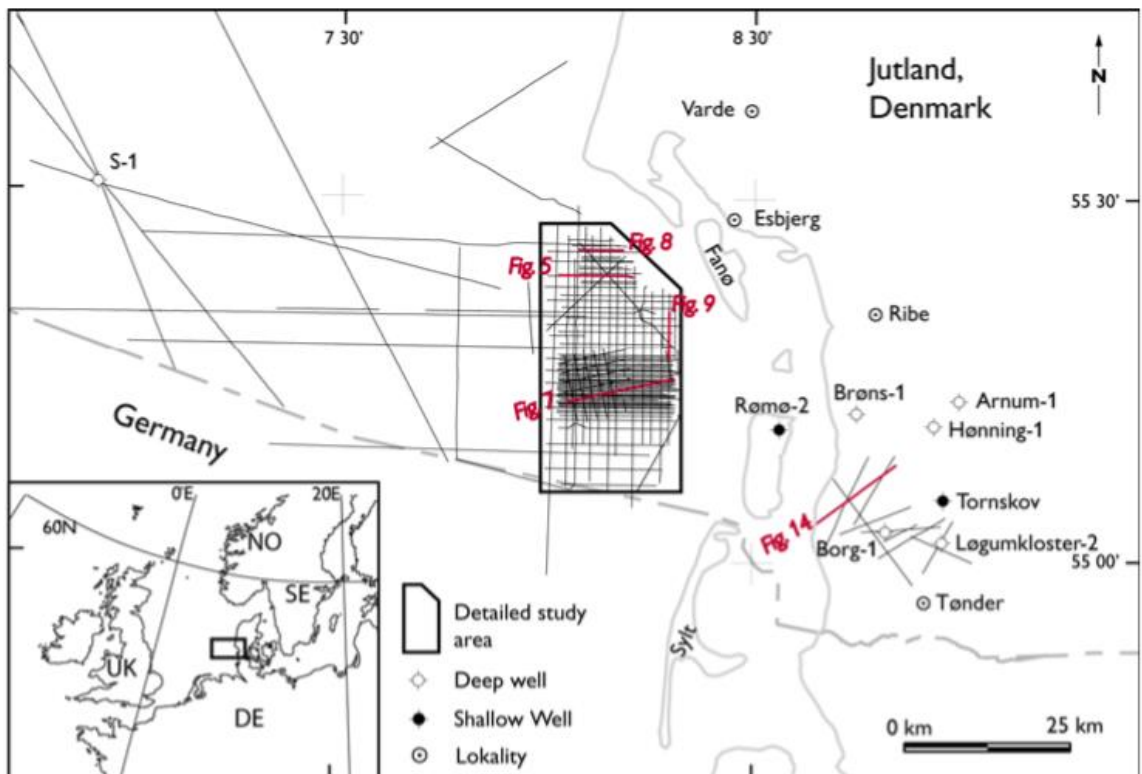 7 30'
8 30'
Jutland,
Denmark
N
Varde
S-1
55 30'
Esbjerg
Fanø
Fig. 8
Fig. 5
Fig. 9
Ribe
Fig. 7
Brøns-1
Arnum-1
Rømø-2
Hønning-1
Germany
Tornskov
Fig. 14
Borg-1
Løgumkloster-2
55 00'
Tønder
Sylt
0'E
20'E
60N
NO
SE
UK
DE
Detailed study
area
Deep well
Shallow Well
Lokality
0 km
25 km